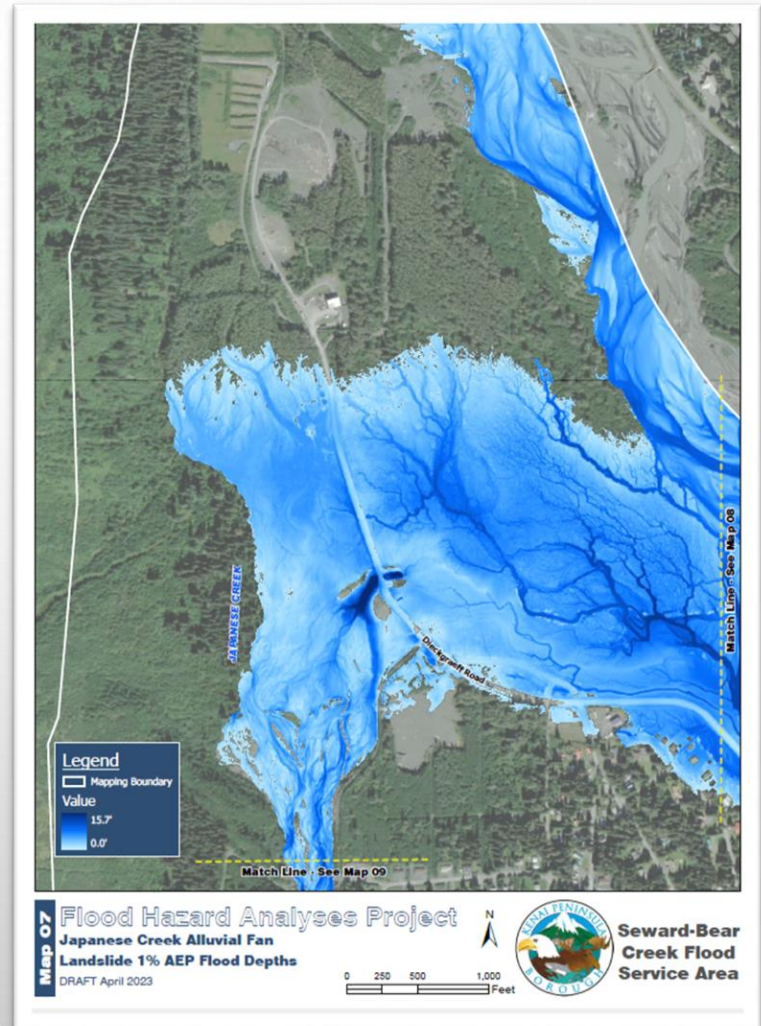 JAPANESE CREEK
Dieckgraeff Road
Match Line - See Map 08
Legend
Mapping Boundary
Value
15.7'
0.0'
Match Line - See Map 09
Map 07
Flood Hazard Analyses Project
Japanese Creek Alluvial Fan
Landslide 1% AEP Flood Depths
DRAFT April 2023
N
0 250 500 1,000
Feet
KENAI PENINSULA
BOROUGH
Seward-Bear
Creek Flood
Service Area